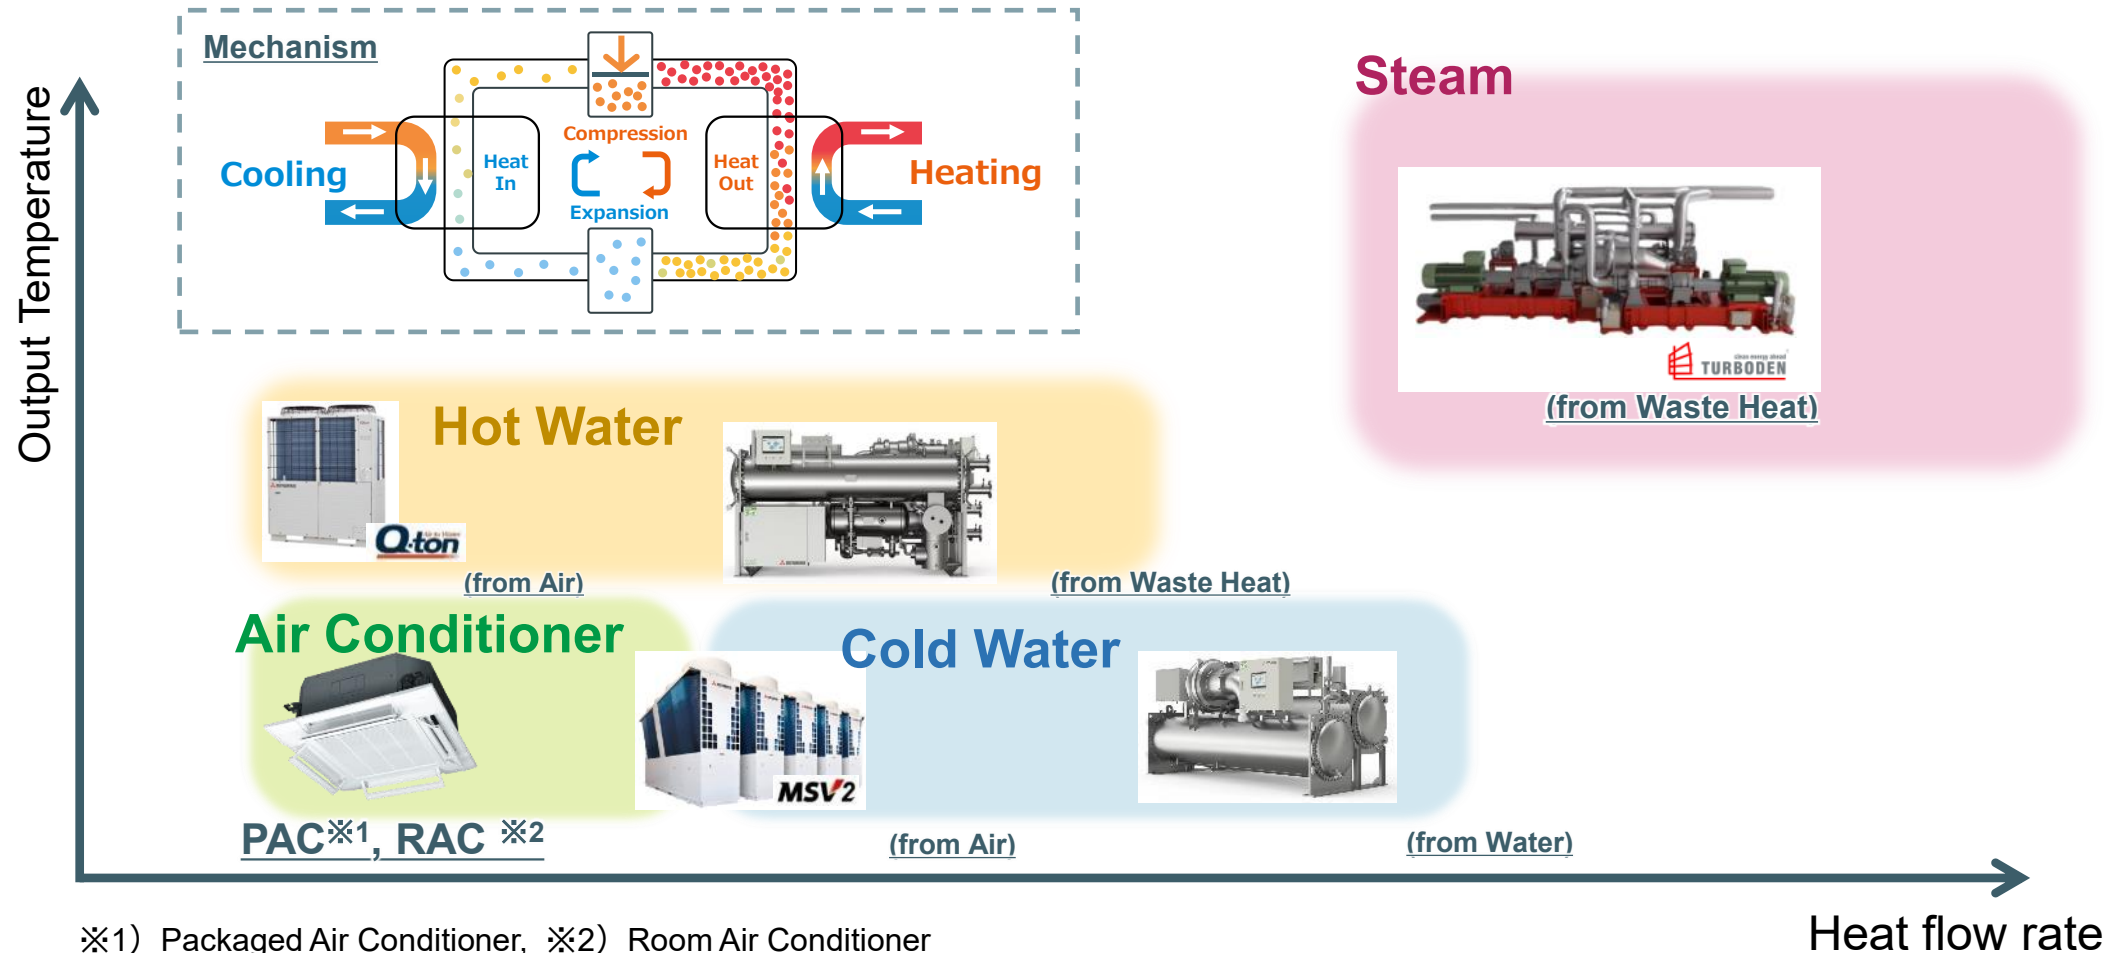 Mechanism
Compression
Cooling
Heat
In
Heat
Out
Heating
Expansion
Output Temperature
Steam
TURBODEN
(from Waste Heat)
Hot Water
Q-ton
(from Air)
(from Waste Heat)
Air Conditioner
Cold Water
MSV2
PAC※1, RAC ※2
(from Air)
(from Water)
Heat flow rate
※1）Packaged Air Conditioner, ※2）Room Air Conditioner